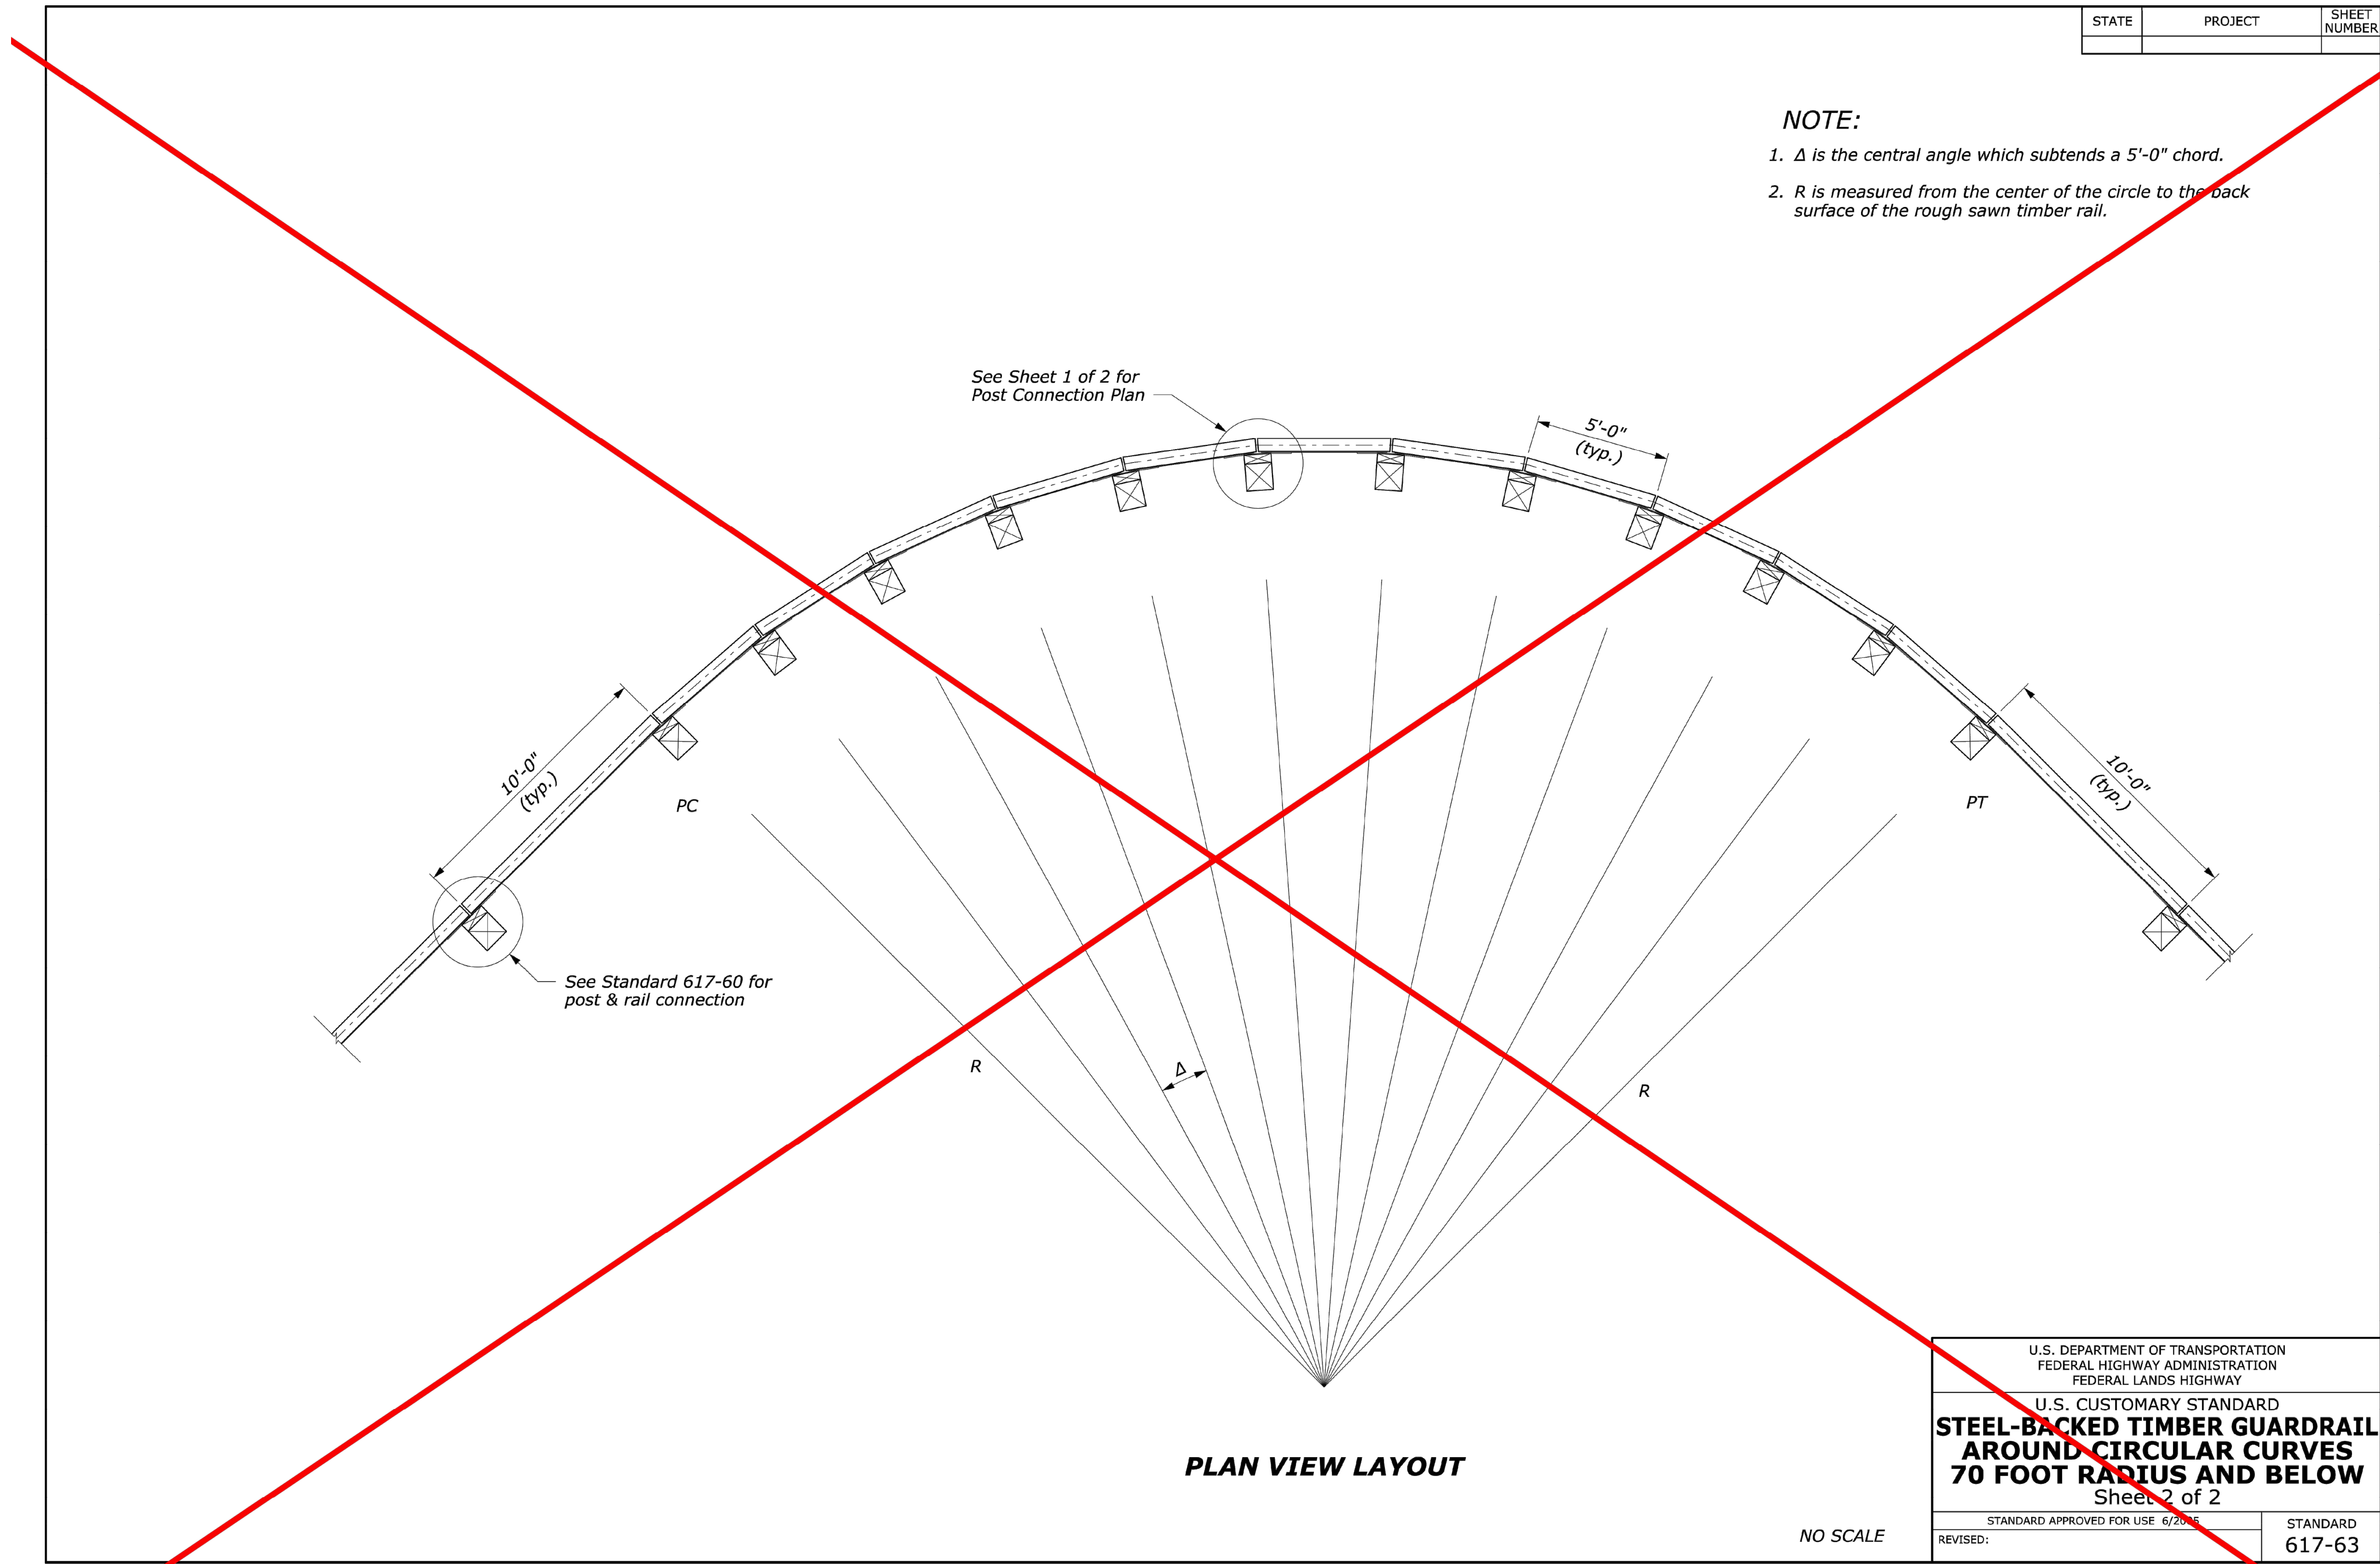 STATE
PROJECT
SHEET
NUMBER
NOTE:
1. Δ is the central angle which subtends a 5'-0" chord.
2. R is measured from the center of the circle to the back
surface of the rough sawn timber rail.
See Sheet 1 of 2 for
Post Connection Plan
5'-0"
(typ.)
10'-0"
(typ.)
PC
PT
10'-0"
(typ.)
See Standard 617-60 for
post & rail connection
R
Δ
R
PLAN VIEW LAYOUT
NO SCALE
U.S. DEPARTMENT OF TRANSPORTATION
FEDERAL HIGHWAY ADMINISTRATION
FEDERAL LANDS HIGHWAY
U.S. CUSTOMARY STANDARD
STEEL-BACKED TIMBER GUARDRAIL
AROUND CIRCULAR CURVES
70 FOOT RADIUS AND BELOW
Sheet 2 of 2
STANDARD APPROVED FOR USE
REVISED:
STANDARD
617-63